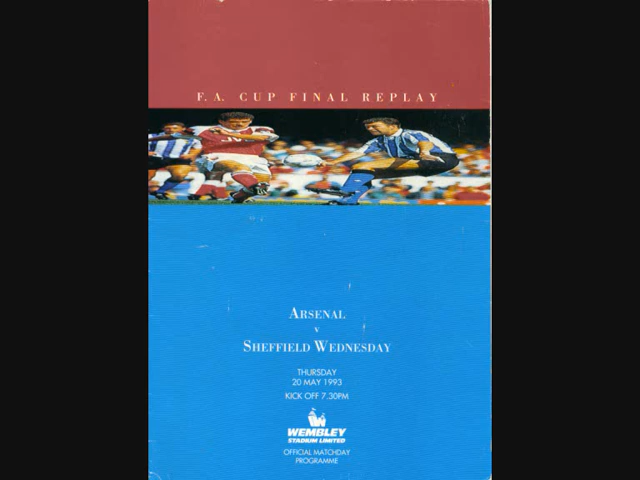 F. A. CUP FINAL REPLAY
JVC
ARSENAL
V
SHEFFIELD WEDNESDAY
THURSDAY
20 MAY 1993
KICK OFF 7.30PM
WEMBLEY
STADIUM LIMITED
OFFICIAL MATCHDAY
PROGRAMME